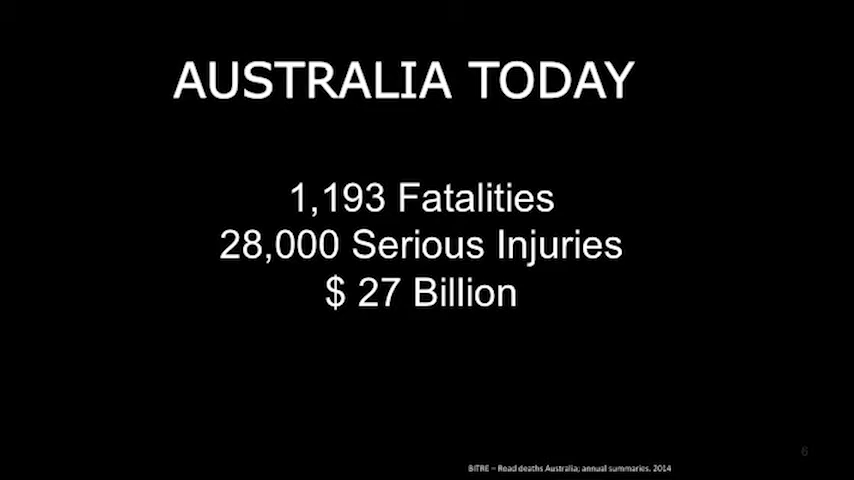 AUSTRALIA TODAY
1,193 Fatalities
28,000 Serious Injuries
$ 27 Billion
6
BITRE – Road deaths Australia; annual summaries. 2014